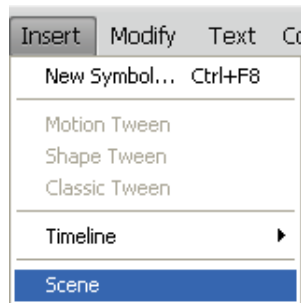 Insert Modify Text
New Symbol... Ctrl+F8
Motion Tween
Shape Tween
Classic Tween
Timeline
Scene